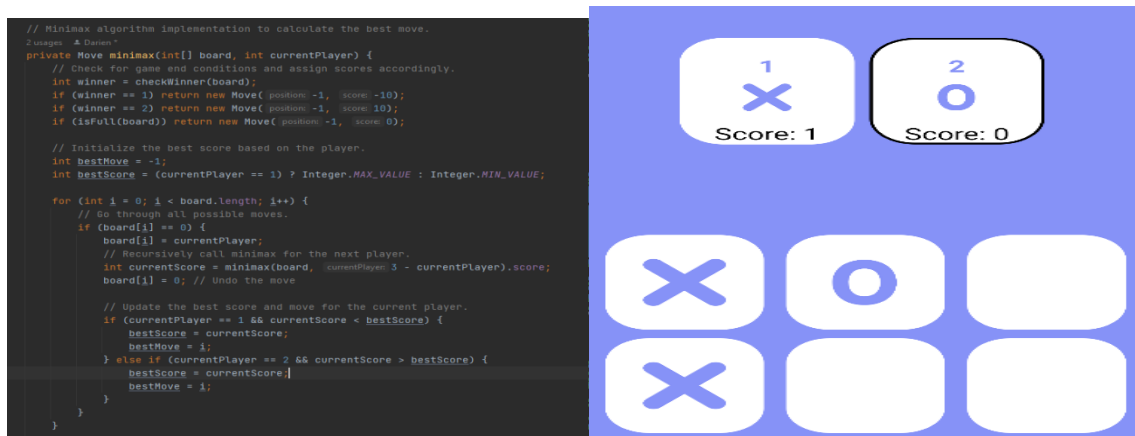 // Minimax algorithm implementation to calculate the best move.
2 usages Darien *
private Move minimax(int[] board, int currentPlayer) {
// Check for game end conditions and assign scores accordingly.
int winner = checkWinner(board);
if (winner == 1) return new Move( position: -1, score: -10);
if (winner == 2) return new Move( position: -1, score: 10);
if (isFull(board)) return new Move( position: -1, score: 0);
// Initialize the best score based on the player.
int bestMove = -1;
int bestScore = (currentPlayer == 1) ? Integer.MAX_VALUE : Integer.MIN_VALUE;
for (int i = 0; i < board.length; i++) {
// Go through all possible moves.
if (board[i] == 0) {
board[i] = currentPlayer;
// Recursively call minimax for the next player.
int currentScore = minimax(board, currentPlayer: 3 - currentPlayer).score;
board[i] = 0; // Undo the move
// Update the best score and move for the current player.
if (currentPlayer == 1 && currentScore < bestScore) {
bestScore = currentScore;
bestMove = i;
} else if (currentPlayer == 2 && currentScore > bestScore) {
bestScore = currentScore;
bestMove = i;
}
}
}
1 2
X O
Score: 1 Score: 0
X O
X